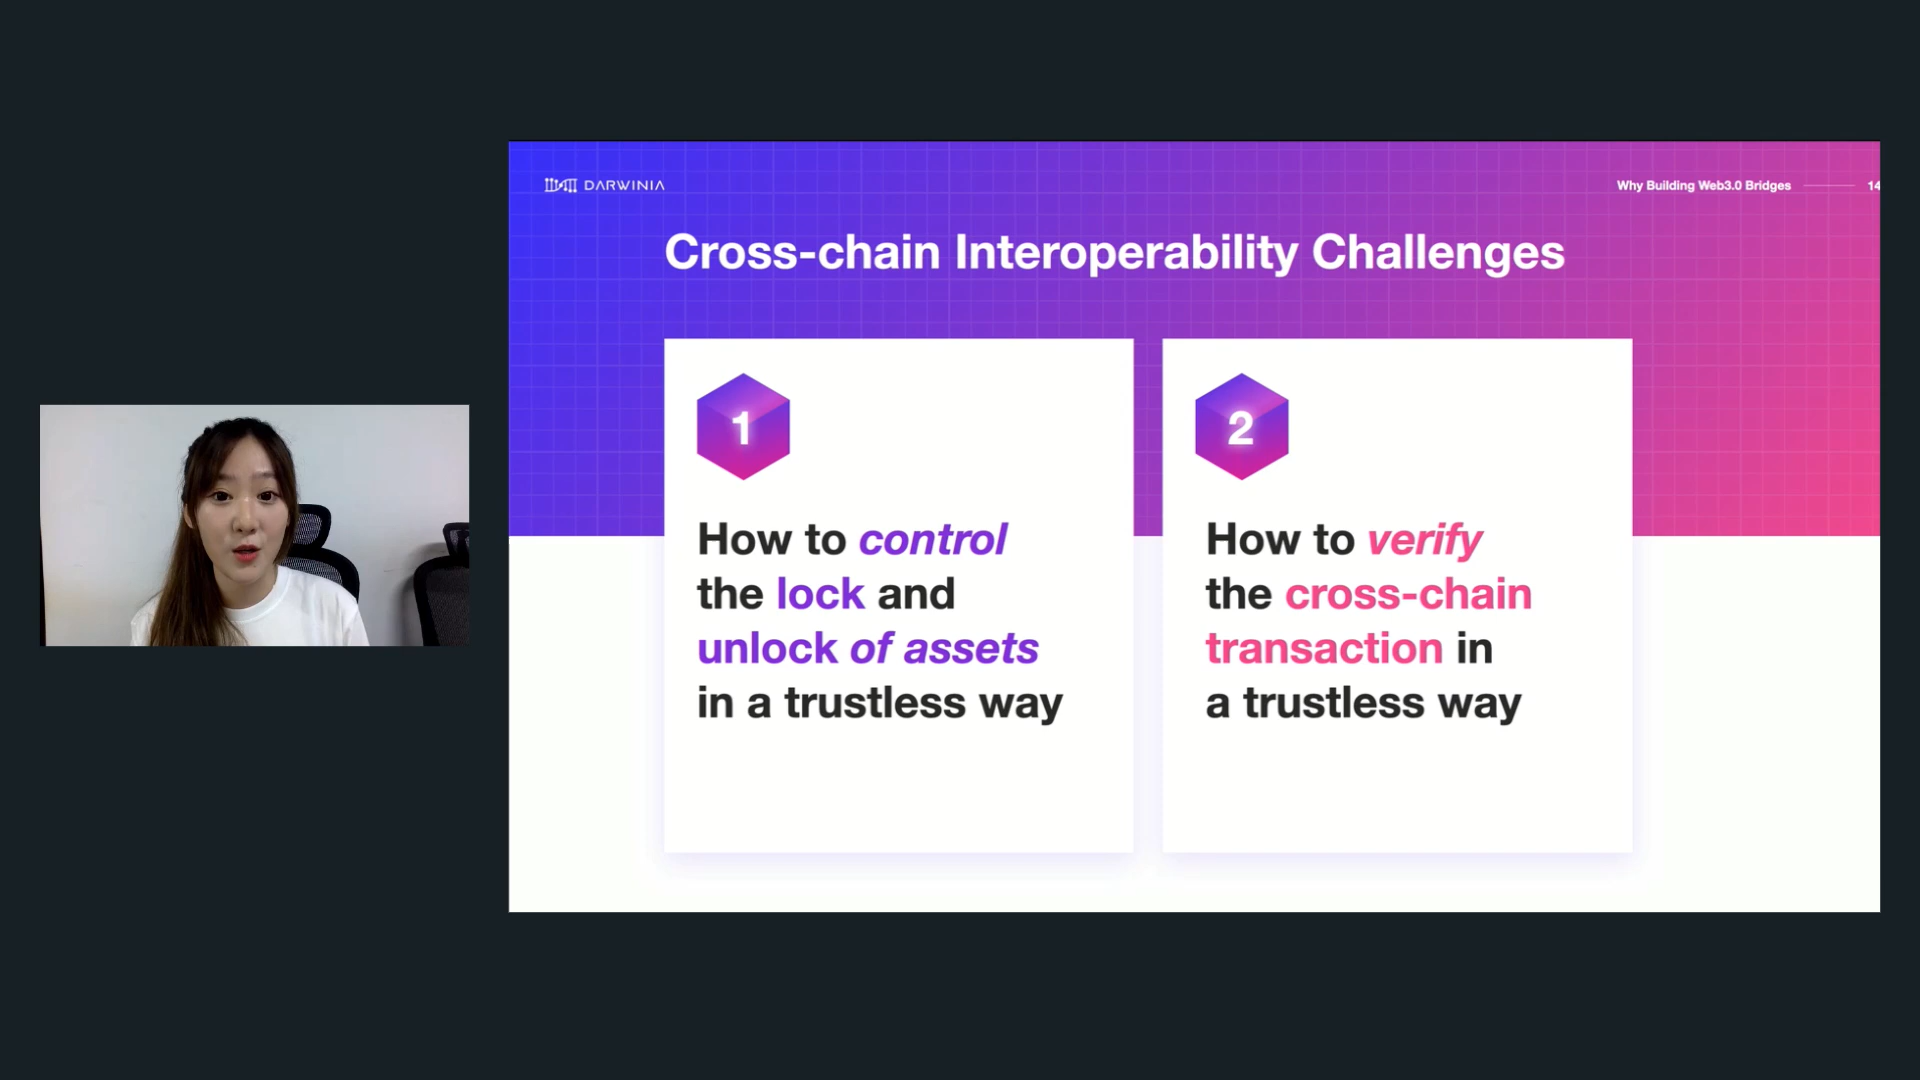 DARWINIA
Why Building Web3.0 Bridges
14
Cross-chain Interoperability Challenges
1
How to control
the lock and
unlock of assets
in a trustless way
2
How to verify
the cross-chain
transaction in
a trustless way